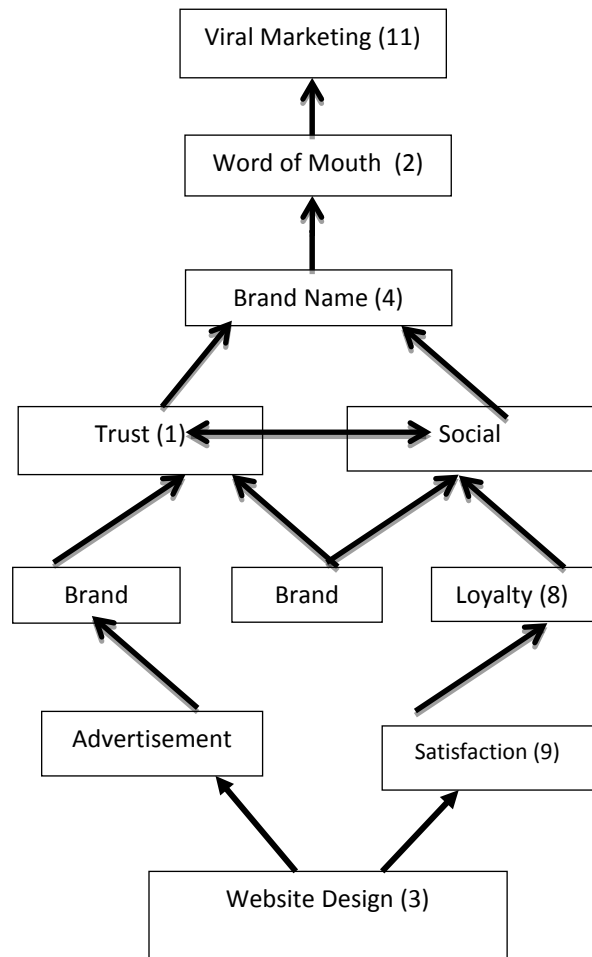 Viral Marketing (11)
Word of Mouth (2)
Brand Name (4)
Trust (1)
Social
Brand
Brand
Loyalty (8)
Advertisement
Satisfaction (9)
Website Design (3)